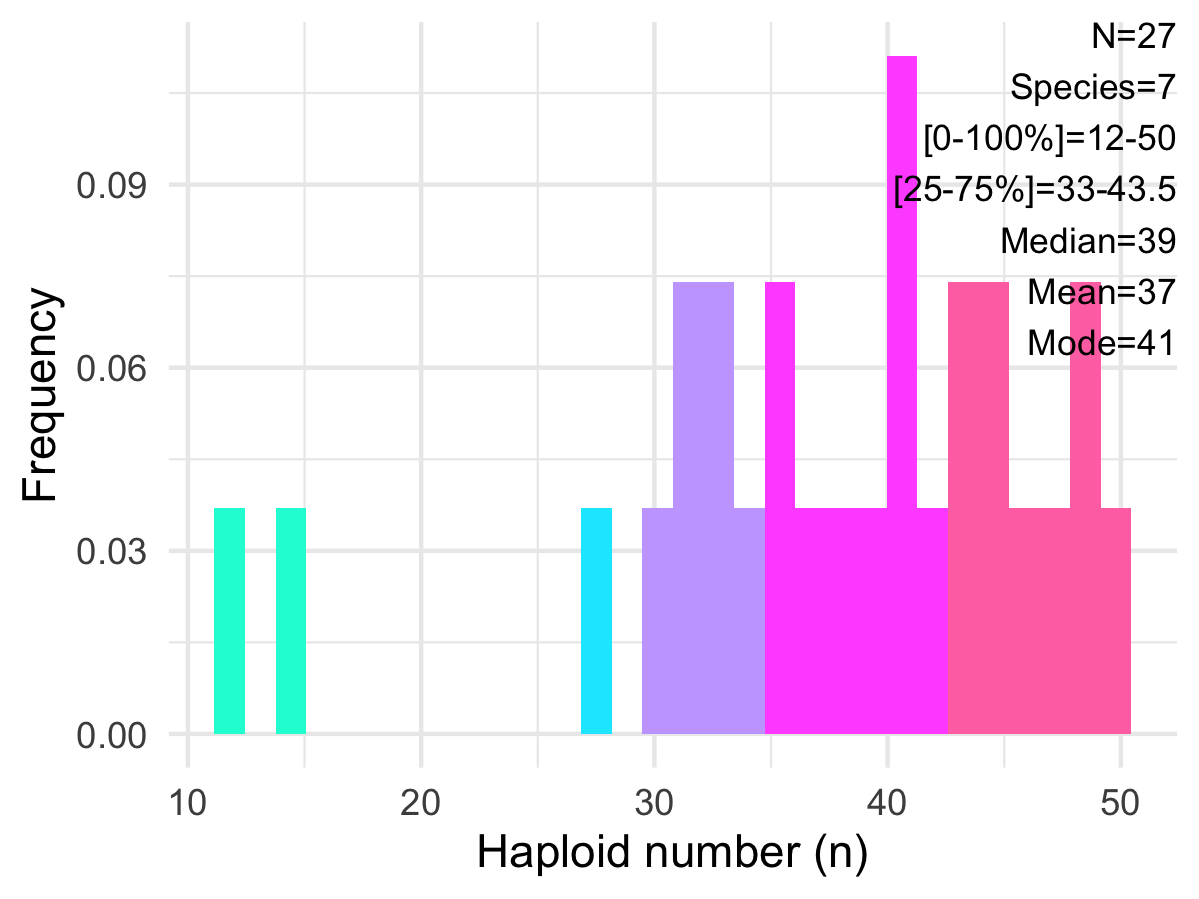 N=27
Species=7
[0-100%]=12-50
[25-75%]=33-43.5
Median=39
Mean=37
Mode=41
Frequency
0.09
0.06
0.03
0.00
10 20 30 40 50
Haploid number (n)